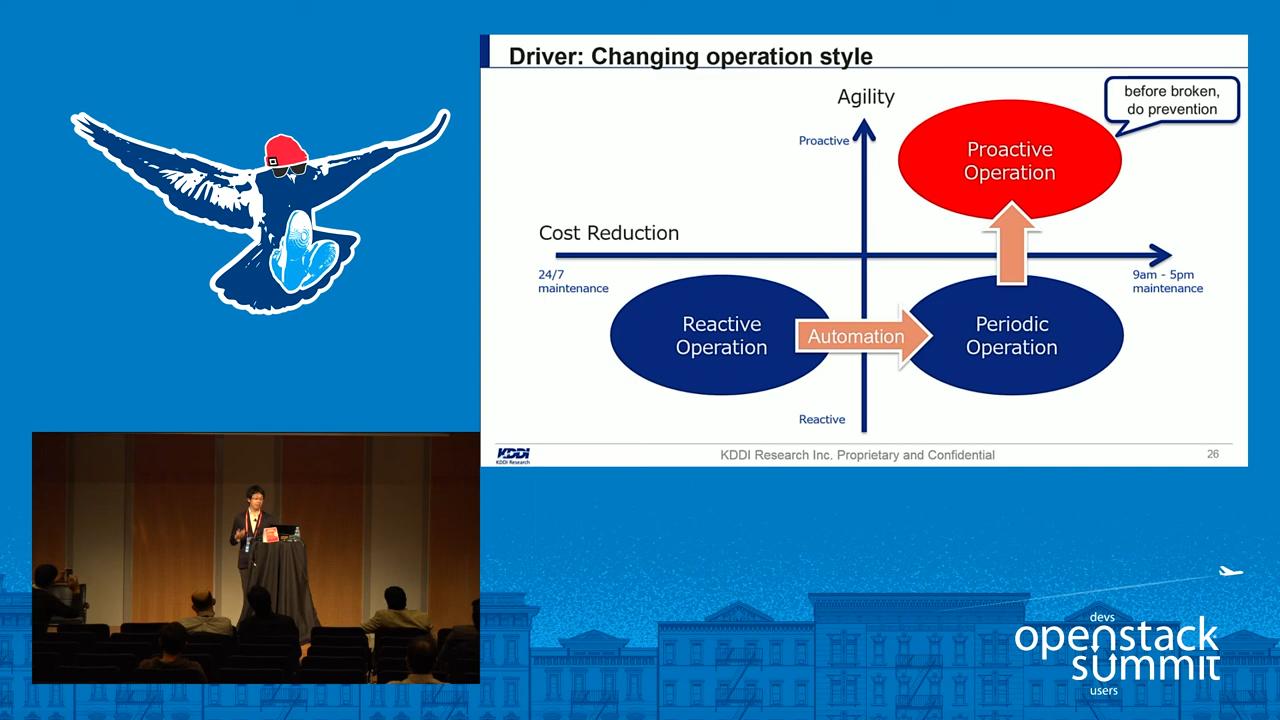 Driver: Changing operation style
Agility
before broken,
do prevention
Proactive
Proactive
Operation
Cost Reduction
24/7
maintenance
9am - 5pm
maintenance
Reactive
Operation
Automation
Periodic
Operation
Reactive
KDDI
KDDI Research
KDDI Research Inc. Proprietary and Confidential
26
devs
openstack
summit
users